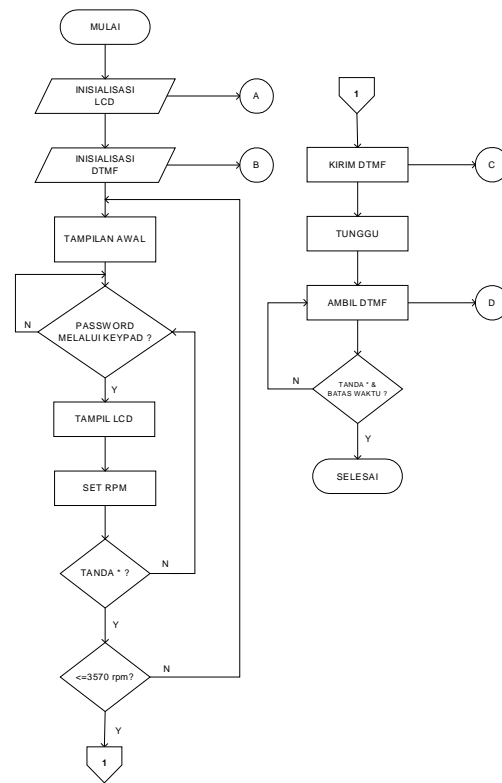 MULAI
INISIALISASI
LCD
A
INISIALISASI
DTMF
B
TAMPILAN AWAL
N
PASSWORD
MELALUI KEYPAD ?
Y
TAMPIL LCD
SET RPM
TANDA * ?
N
Y
<=3570 rpm?
N
Y
1
1
KIRIM DTMF
C
TUNGGU
AMBIL DTMF
D
N
TANDA * &
BATAS WAKTU ?
Y
SELESAI